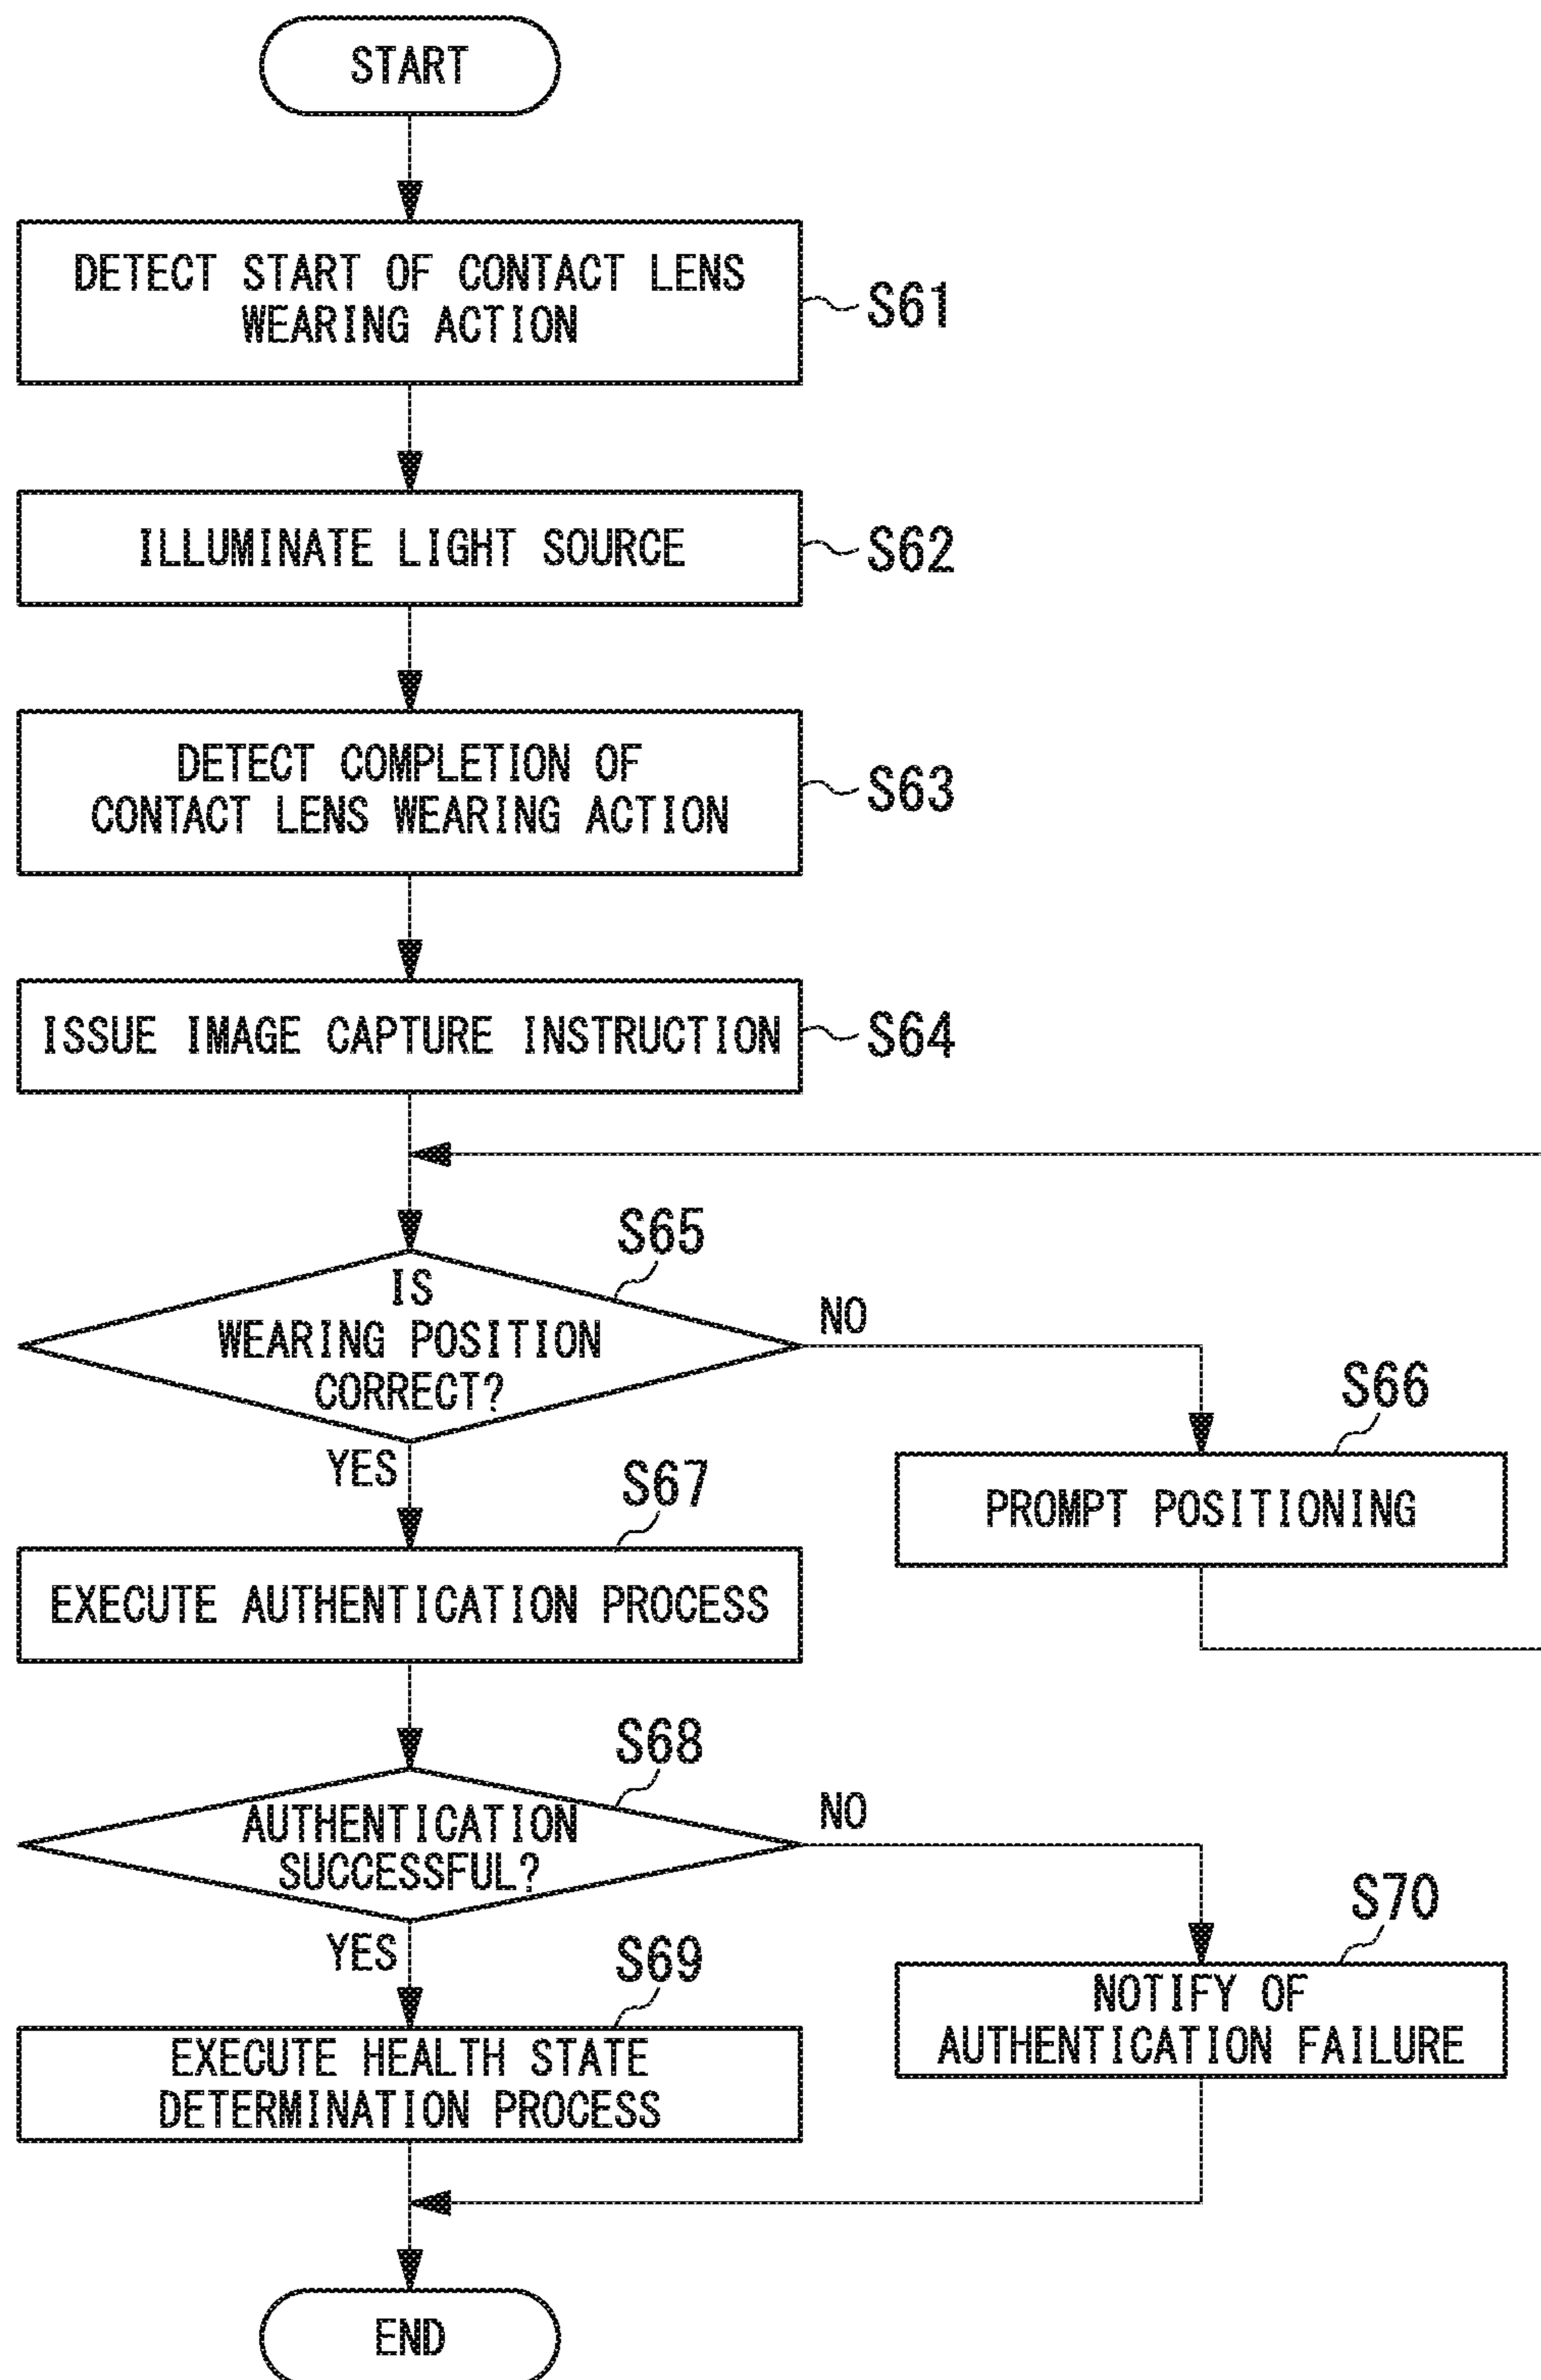 START
DETECT START OF CONTACT LENS
WEARING ACTION
S61
ILLUMINATE LIGHT SOURCE
S62
DETECT COMPLETION OF
CONTACT LENS WEARING ACTION
S63
ISSUE IMAGE CAPTURE INSTRUCTION
S64
S65
IS
WEARING POSITION
CORRECT?
NO
YES
S66
PROMPT POSITIONING
S67
EXECUTE AUTHENTICATION PROCESS
S68
AUTHENTICATION
SUCCESSFUL?
NO
YES
S70
NOTIFY OF
AUTHENTICATION FAILURE
S69
EXECUTE HEALTH STATE
DETERMINATION PROCESS
END